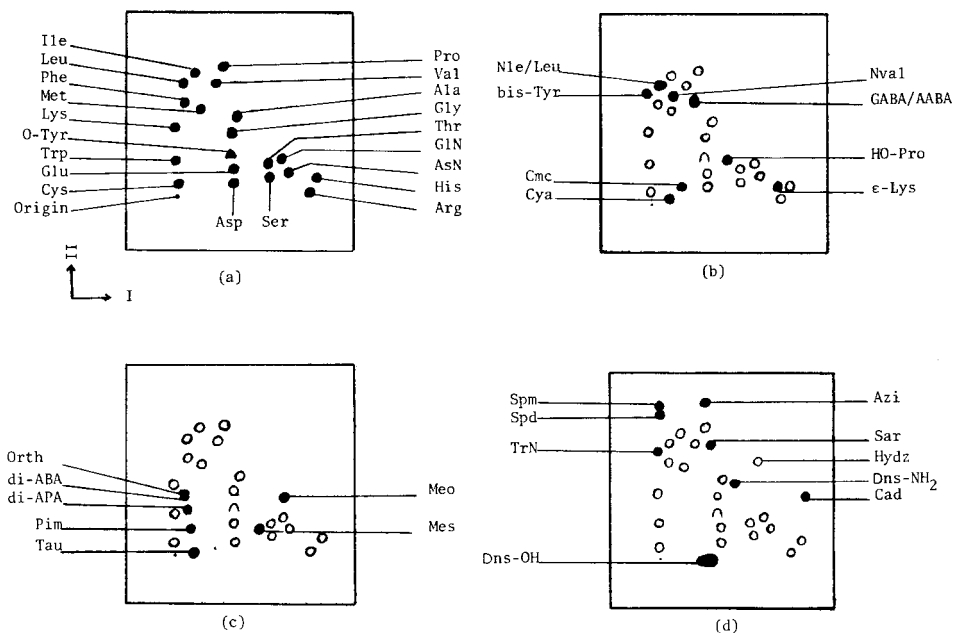 Ile
Leu
Phe
Met
Lys
O-Tyr
Trp
Glu
Cys
Origin
Pro
Val
Ala
Gly
Thr
GlN
AsN
His
Arg
Asp
Ser
II
I
(a)
Nle/Leu
bis-Tyr
Nval
GABA/AABA
HO-Pro
Cmc
Cya
ε-Lys
(b)
Orth
di-ABA
di-APA
Pim
Tau
Meo
Mes
(c)
Spm
Spd
TrN
Azi
Sar
Hydz
Dns-NH₂
Cad
Dns-OH
(d)